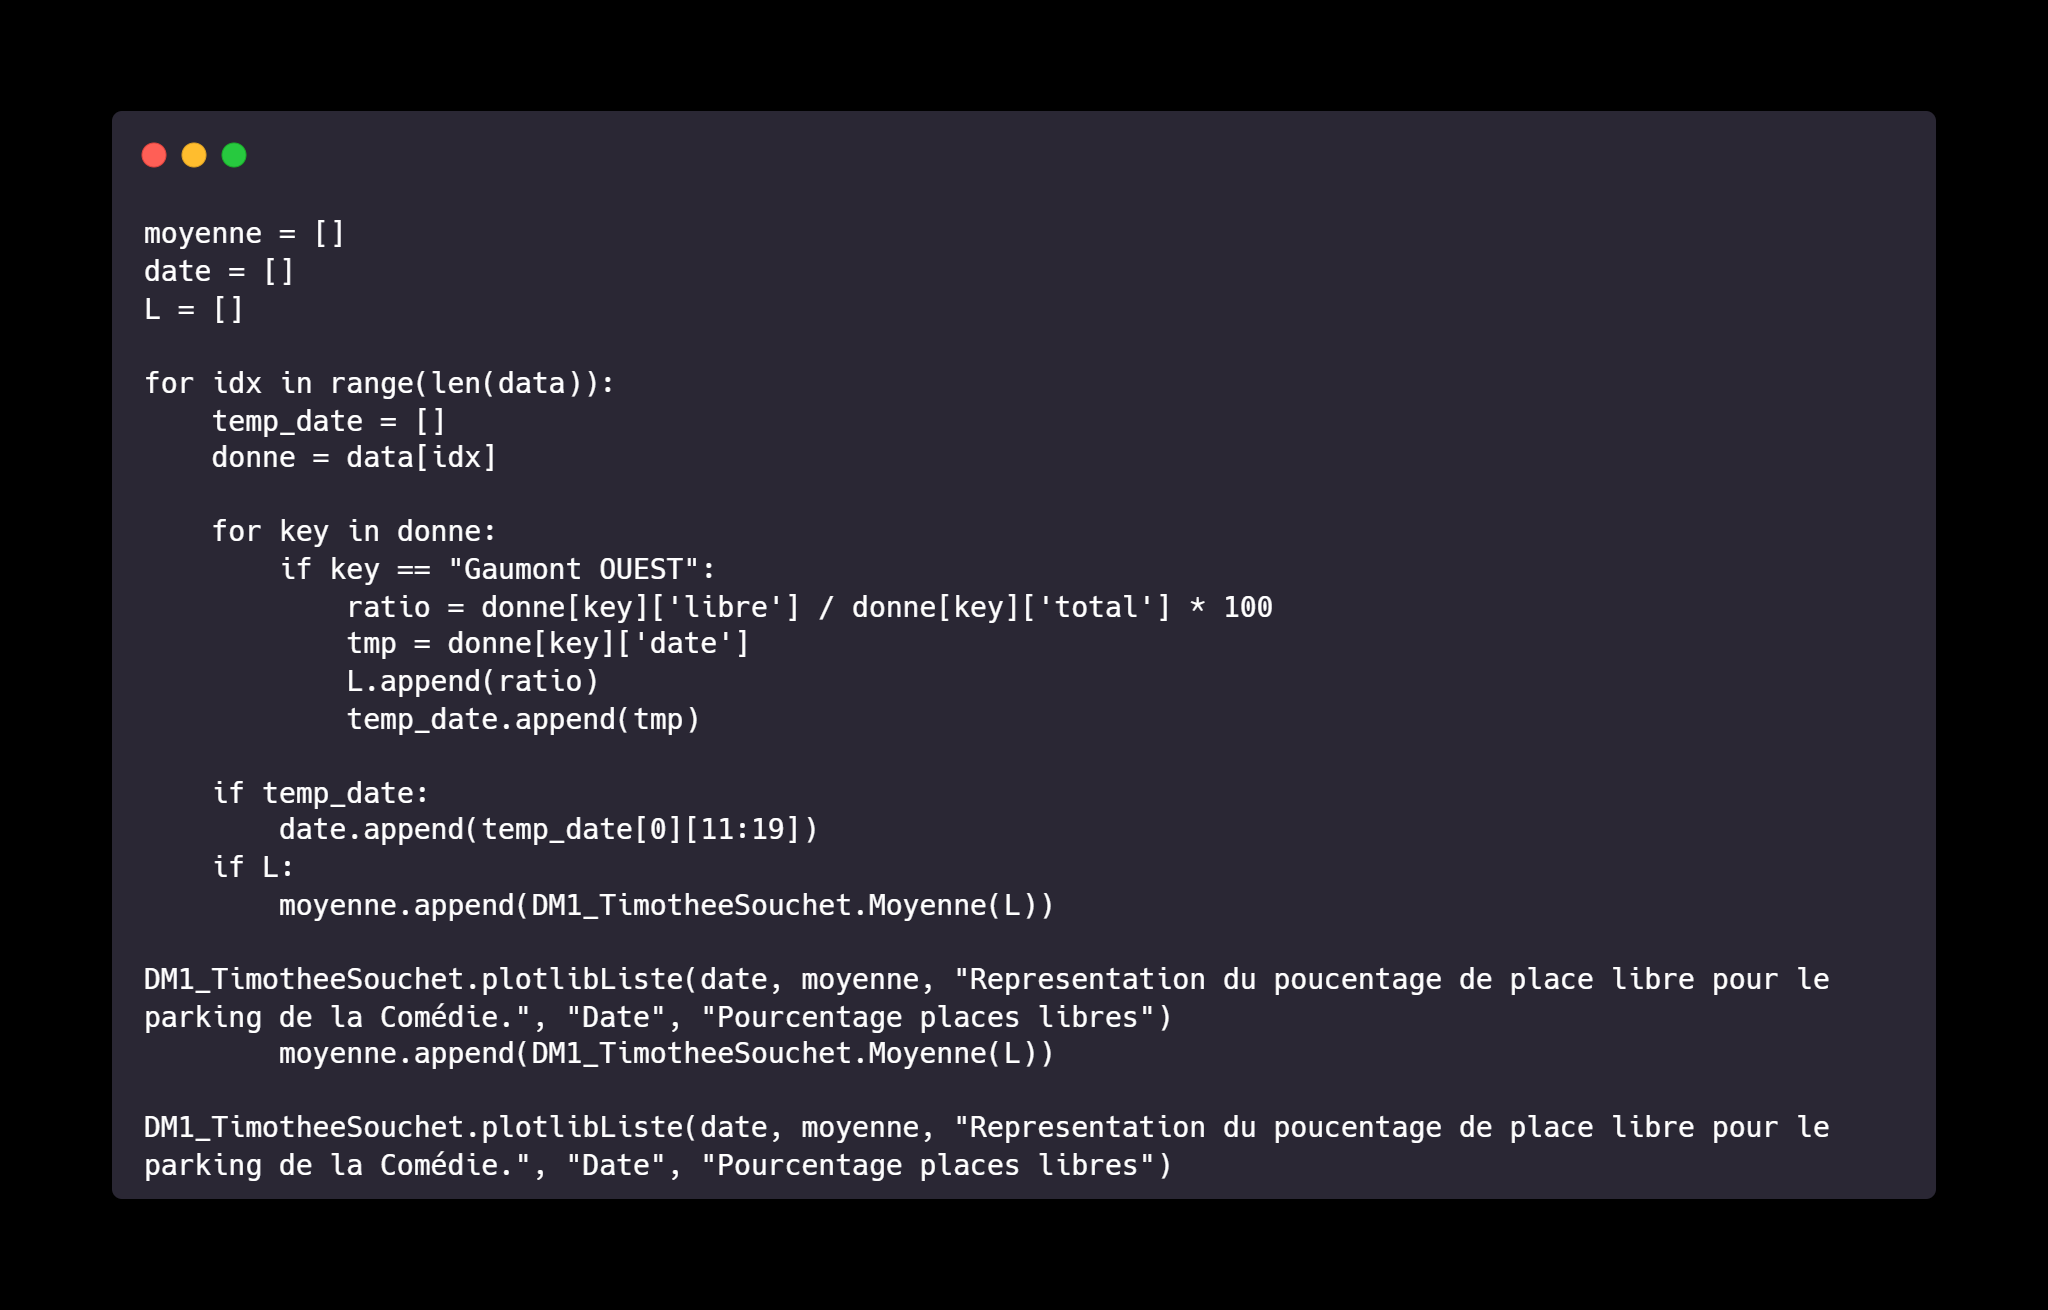 moyenne = []
date = []
L = []

for idx in range(len(data)):
    temp_date = []
    donne = data[idx]

    for key in donne:
        if key == "Gaumont OUEST":
            ratio = donne[key]['libre'] / donne[key]['total'] * 100
            tmp = donne[key]['date']
            L.append(ratio)
            temp_date.append(tmp)

    if temp_date:
        date.append(temp_date[0][11:19])
    if L:
        moyenne.append(DM1_TimotheeSouchet.Moyenne(L))

DM1_TimotheeSouchet.plotlibListe(date, moyenne, "Representation du poucentage de place libre pour le
parking de la Comédie.", "Date", "Pourcentage places libres")
        moyenne.append(DM1_TimotheeSouchet.Moyenne(L))

DM1_TimotheeSouchet.plotlibListe(date, moyenne, "Representation du poucentage de place libre pour le
parking de la Comédie.", "Date", "Pourcentage places libres")